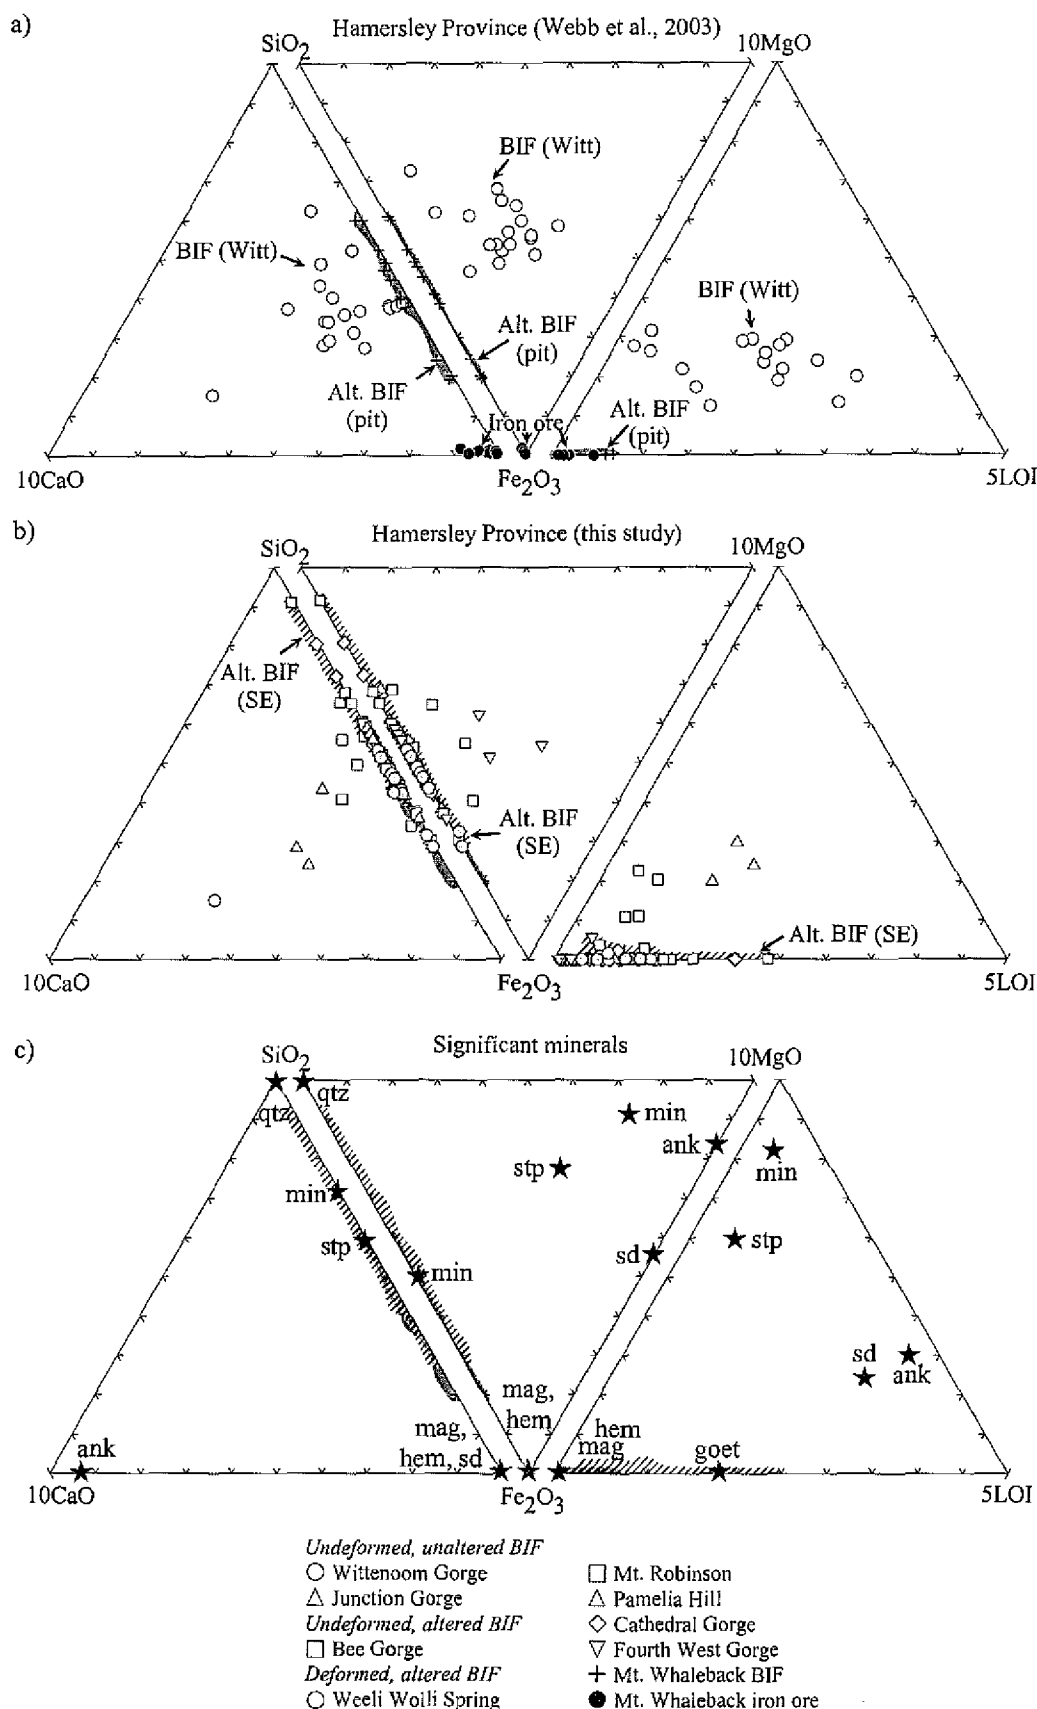 a)
Hamersley Province (Webb et al., 2003)
SiO2
10MgO
BIF (Witt)
BIF (Witt)
BIF (Witt)
Alt. BIF
(pit)
Alt. BIF
(pit)
Alt. BIF
(pit)
Iron ore
10CaO
Fe2O3
5LOI
b)
Hamersley Province (this study)
SiO2
10MgO
Alt. BIF
(SE)
Alt. BIF
(SE)
Alt. BIF (SE)
10CaO
Fe2O3
5LOI
c)
Significant minerals
SiO2
10MgO
qtz
qtz
min
ank
min
stp
min
stp
sd
stp
min
sd
ank
mag,
hem
mag,
hem, sd
hem
mag
goet
ank
10CaO
Fe2O3
5LOI
Undeformed, unaltered BIF
Wittenoom Gorge
Junction Gorge
Undeformed, altered BIF
Bee Gorge
Deformed, altered BIF
Weeli Wolli Spring
Mt. Robinson
Pamelia Hill
Cathedral Gorge
Fourth West Gorge
Mt. Whaleback BIF
Mt. Whaleback iron ore